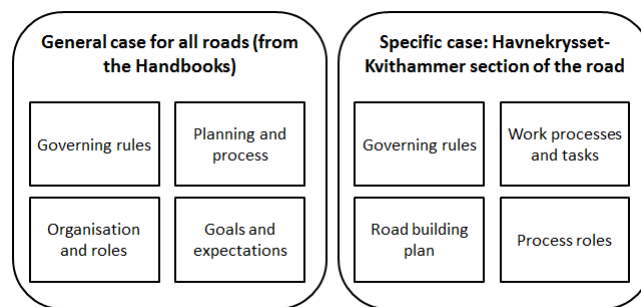 General case for all roads (from
the Handbooks)
Governing rules
Planning and
process
Organisation
and roles
Goals and
expectations
Specific case: Havnekrysset-
Kvithammer section of the road
Governing rules
Work processes
and tasks
Road building
plan
Process roles